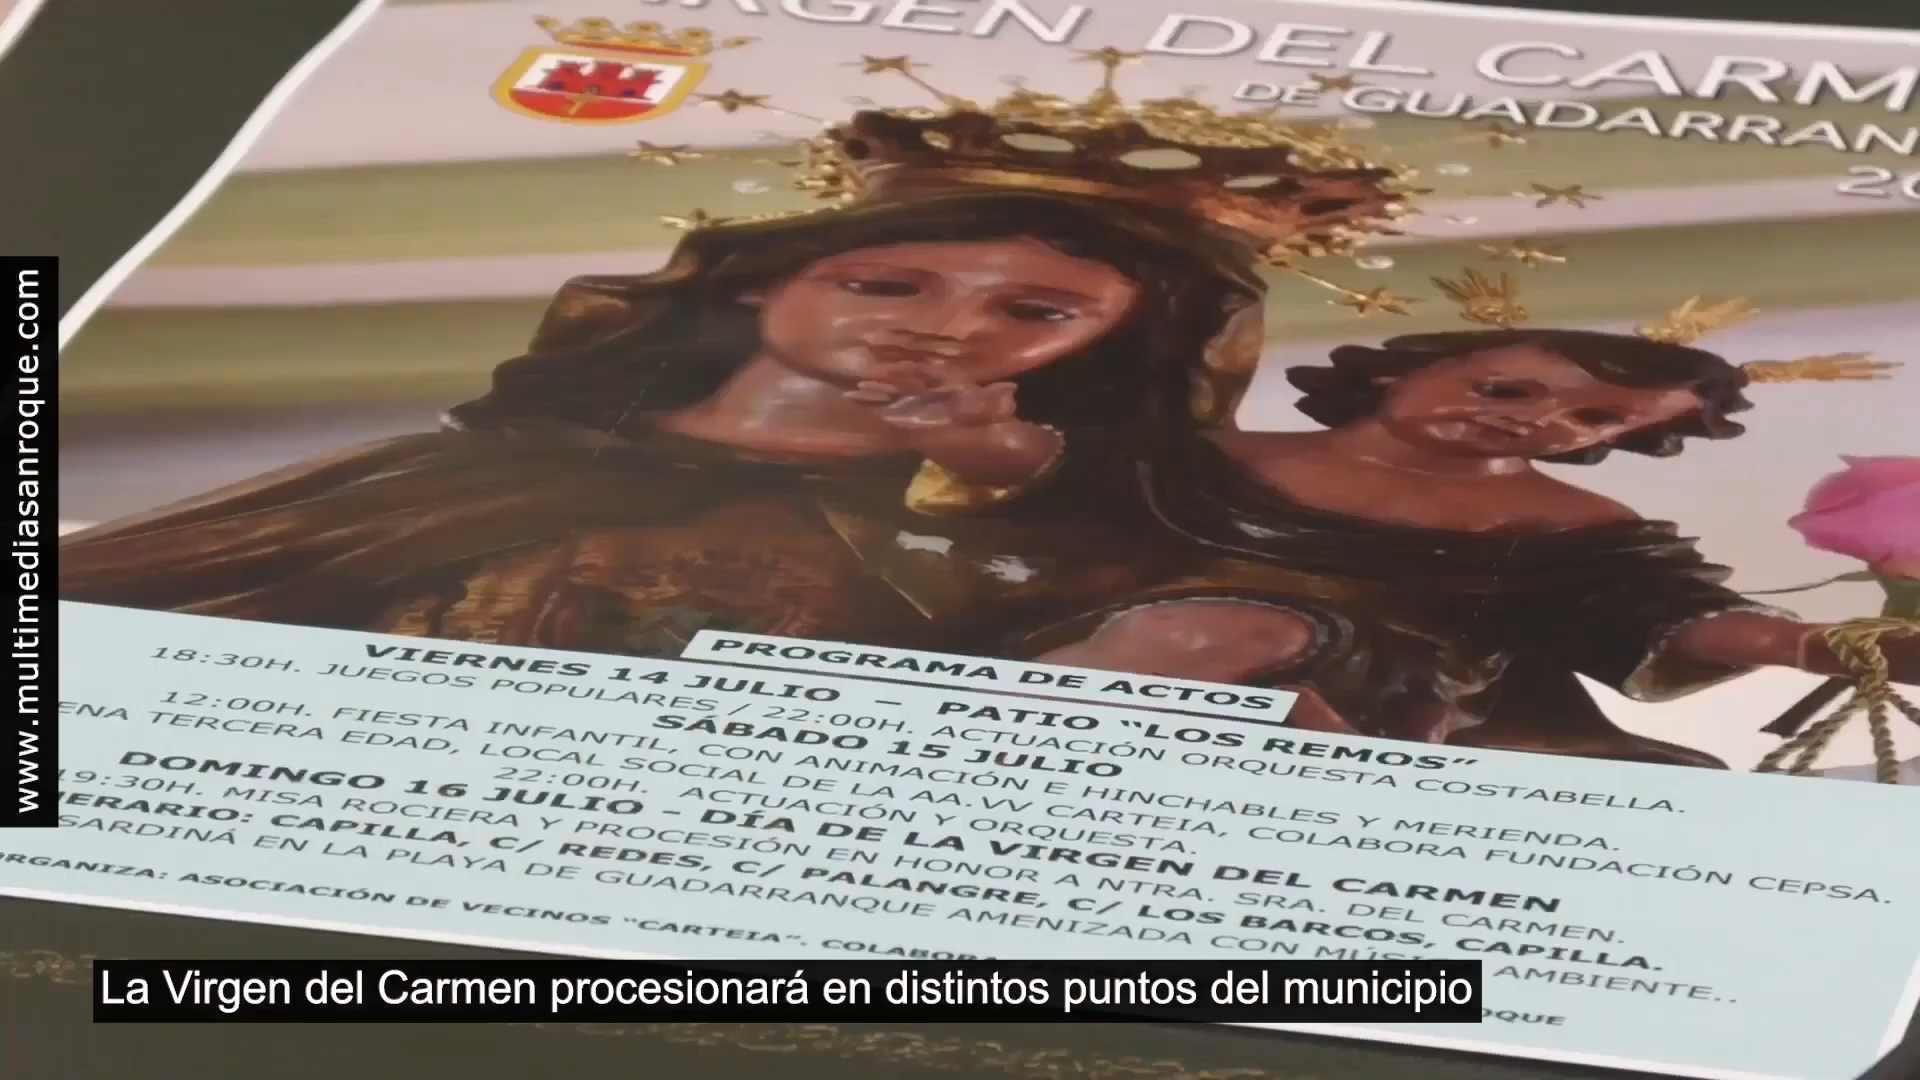 RGEN DEL CARM
DE GUADARRAN
20
PROGRAMA DE ACTOS
VIERNES 14 JULIO – PATIO “LOS REMOS”
18:30H. JUEGOS POPULARES / 22:00H. ACTUACIÓN ORQUESTA COSTABELLA.
SÁBADO 15 JULIO
12:00H. FIESTA INFANTIL, CON ANIMACIÓN E HINCHABLES Y MERIENDA.
ENA TERCERA EDAD, LOCAL SOCIAL DE LA AA.VV CARTEIA, COLABORA FUNDACIÓN CEPSA.
22:00H. ACTUACIÓN Y ORQUESTA.
DOMINGO 16 JULIO – DÍA DE LA VIRGEN DEL CARMEN
19:30H. MISA ROCIERA Y PROCESIÓN EN HONOR A NTRA. SRA. DEL CARMEN.
ERARIO: CAPILLA, C/ REDES, C/ PALANGRE, C/ LOS BARCOS, CAPILLA.
SARDINÁ EN LA PLAYA DE GUADARRANQUE AMENIZADA CON MÚSI AMBIENTE..
RGANIZA: ASOCIACIÓN DE VECINOS “CARTEIA”. COLABORA
OQUE
La Virgen del Carmen procesionará en distintos puntos del municipio
www.multimediasanroque.com